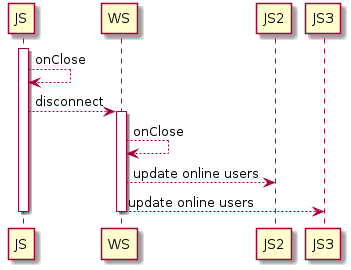 JS WS JS2 JS3
onClose
disconnect
onClose
update online users
update online users
JS WS JS2 JS3